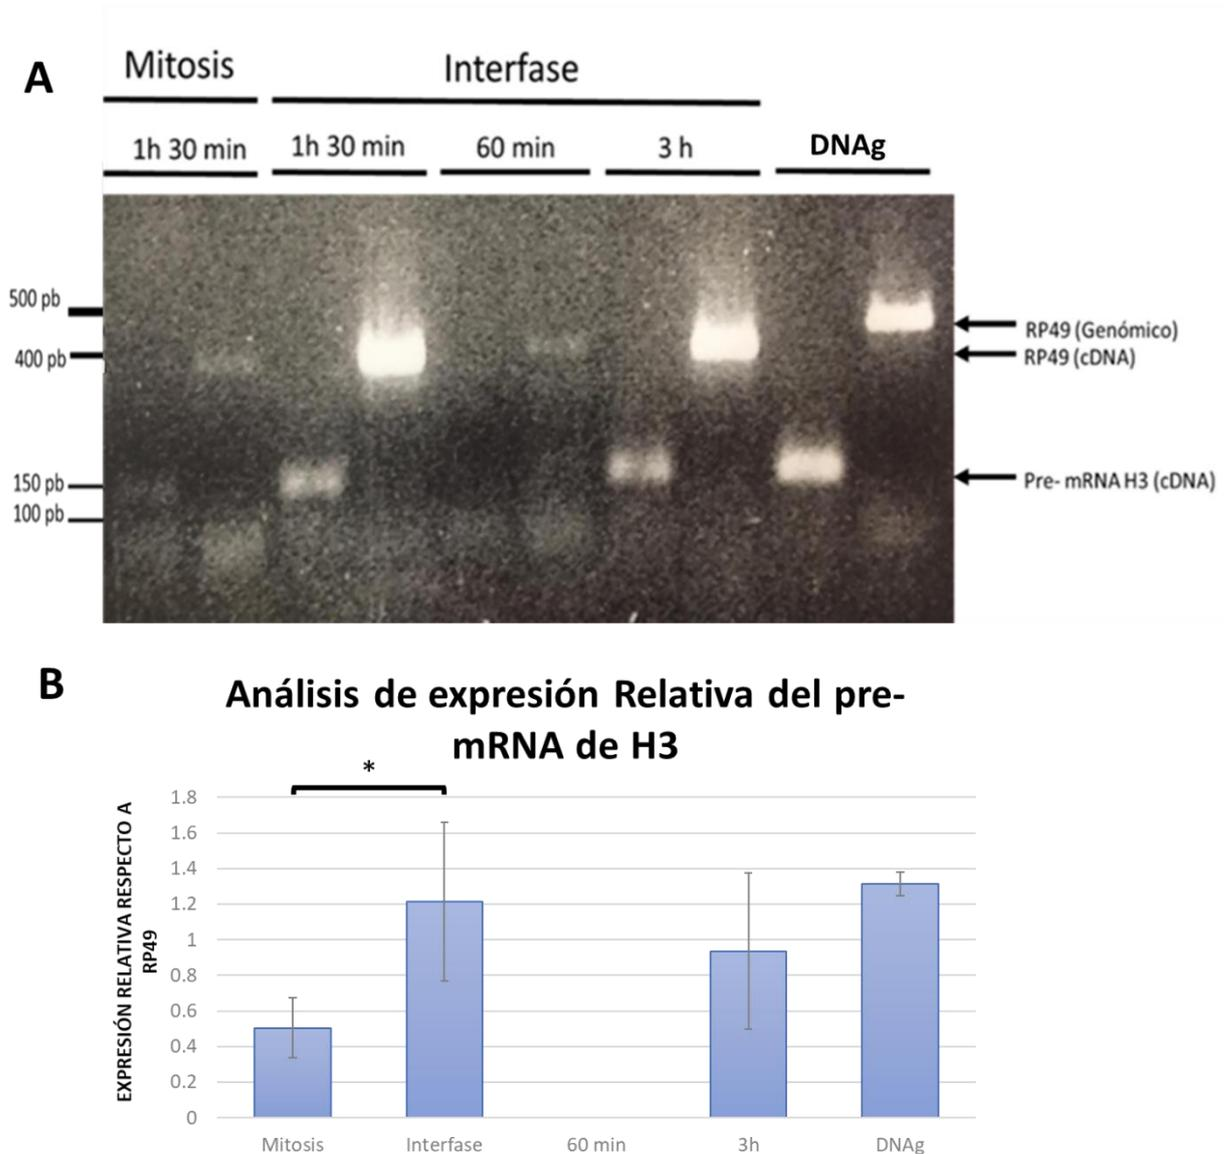 A
Mitosis
Interfase
1h 30 min
1h 30 min
60 min
3 h
DNAg
500 pb
400 pb
150 pb
100 pb
RP49 (Genómico)
RP49 (cDNA)
Pre- mRNA H3 (cDNA)
B
Análisis de expresión Relativa del pre-
mRNA de H3
*
EXPRESIÓN RELATIVA RESPECTO A
RP49
1.8
1.6
1.4
1.2
1
0.8
0.6
0.4
0.2
0
Mitosis
Interfase
60 min
3h
DNAg